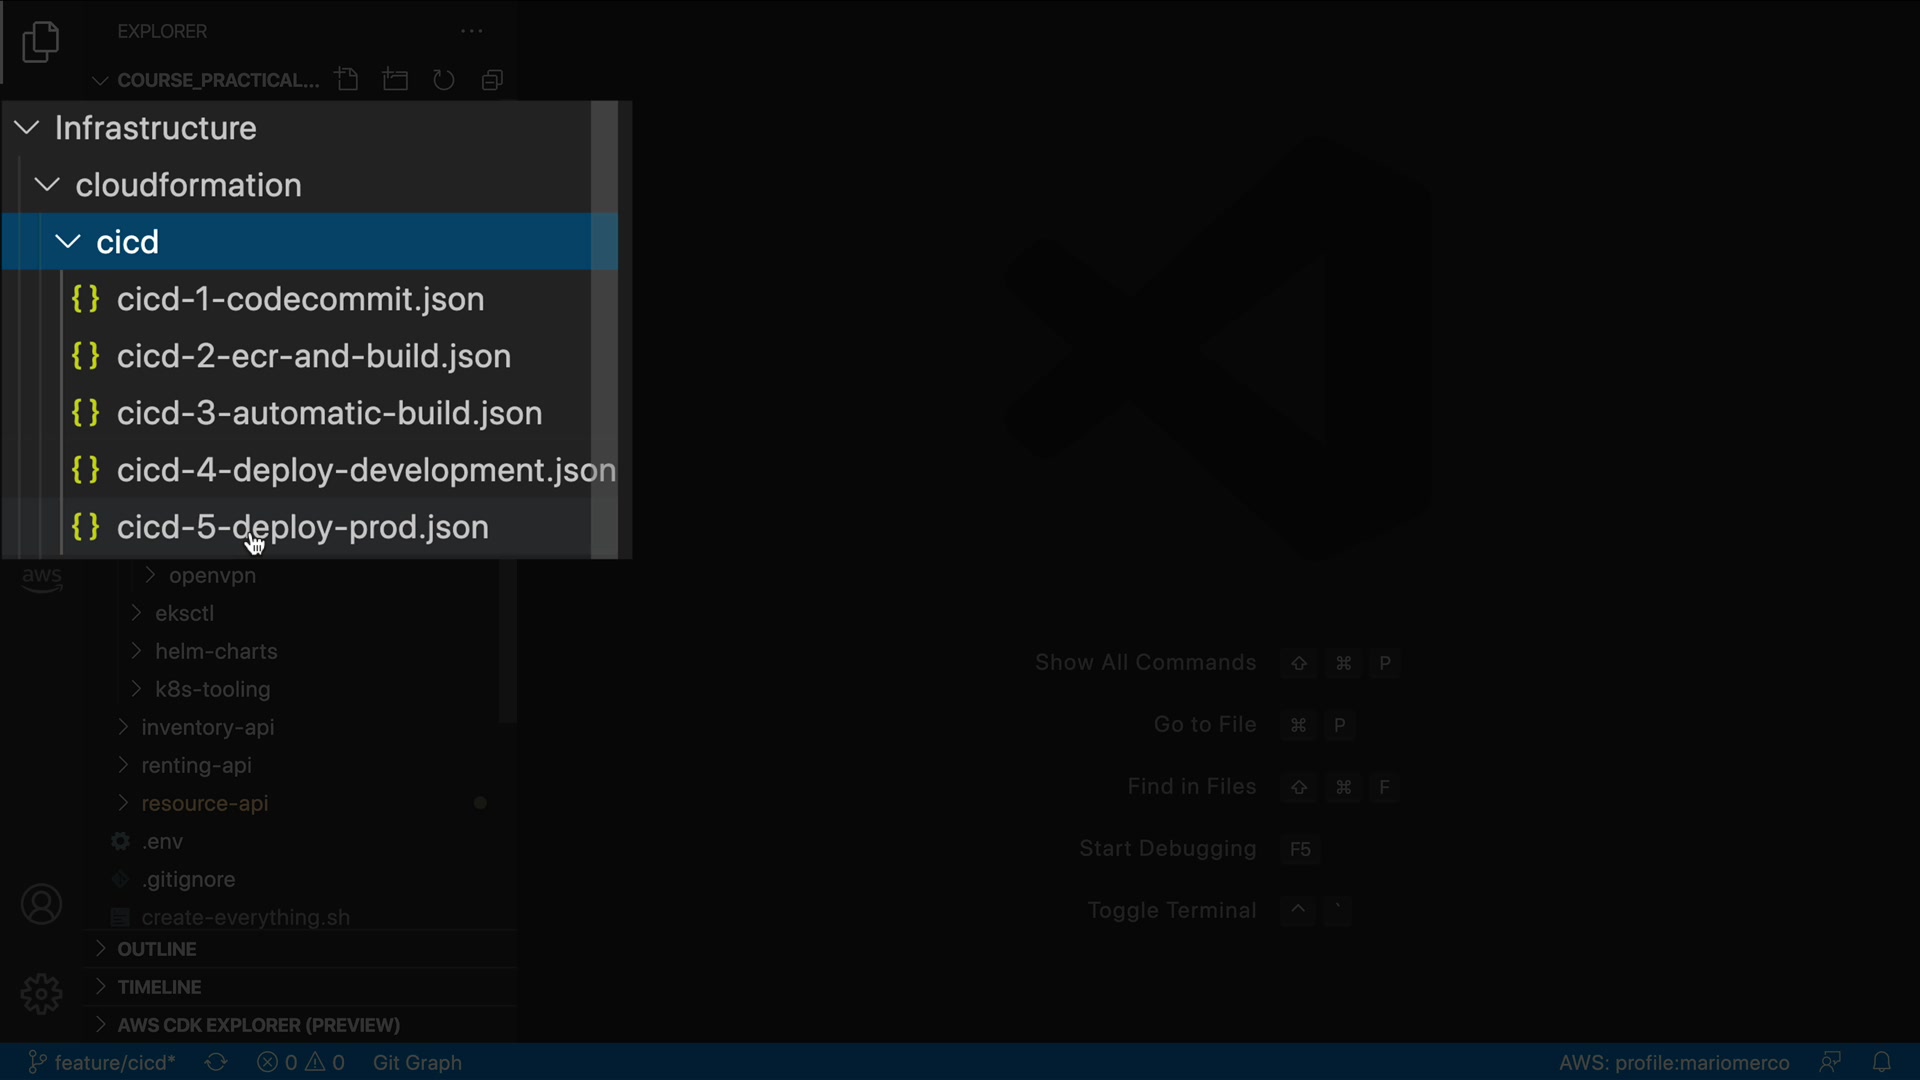 EXPLORER
COURSE_PRACTICAL...
Infrastructure
cloudformation
cicd
{} cicd-1-codecommit.json
{} cicd-2-ecr-and-build.json
{} cicd-3-automatic-build.json
{} cicd-4-deploy-development.json
{} cicd-5-deploy-prod.json
aws
openvpn
eksctl
helm-charts
k8s-tooling
inventory-api
renting-api
resource-api
.env
.gitignore
create-everything.sh
OUTLINE
TIMELINE
AWS CDK EXPLORER (PREVIEW)
Show All Commands ⇧ ⌘ P
Go to File ⌘ P
Find in Files ⇧ ⌘ F
Start Debugging F5
Toggle Terminal ^ `
feature/cicd* 0 0 Git Graph
AWS: profile:mariomerco